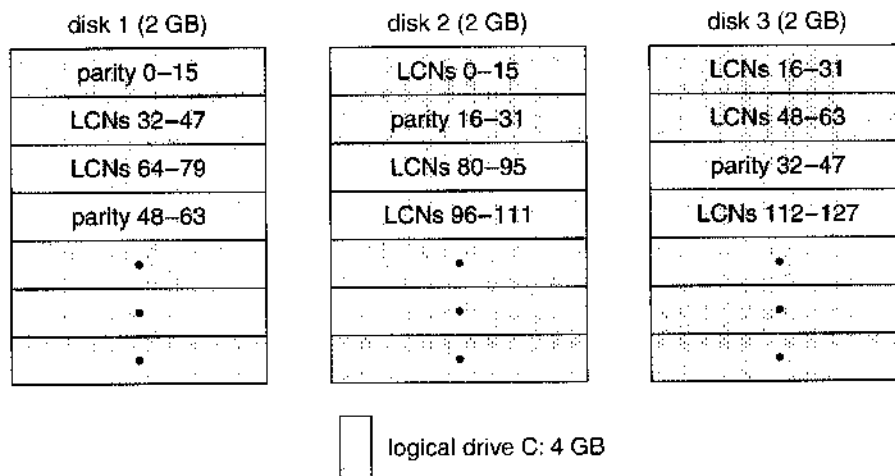 disk 1 (2 GB)
disk 2 (2 GB)
disk 3 (2 GB)
parity 0–15
LCNs 0–15
LCNs 16–31
LCNs 32–47
parity 16–31
LCNs 48–63
LCNs 64–79
LCNs 80–95
parity 32–47
parity 48–63
LCNs 96–111
LCNs 112–127
logical drive C: 4 GB